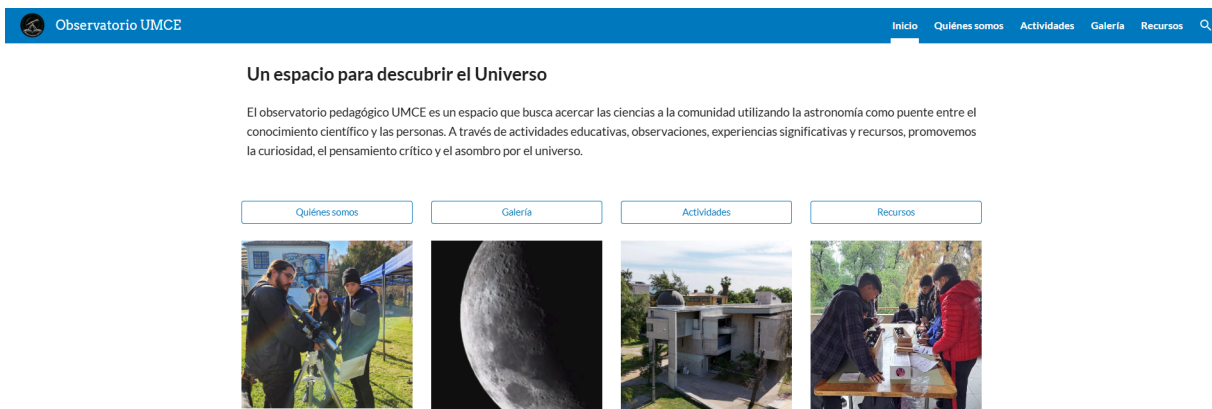 Observatorio UMCE
Inicio Quiénes somos Actividades Galería Recursos
Un espacio para descubrir el Universo
El observatorio pedagógico UMCE es un espacio que busca acercar las ciencias a la comunidad utilizando la astronomía como puente entre el
conocimiento científico y las personas. A través de actividades educativas, observaciones, experiencias significativas y recursos, promovemos
la curiosidad, el pensamiento crítico y el asombro por el universo.
Quiénes somos Galería Actividades Recursos